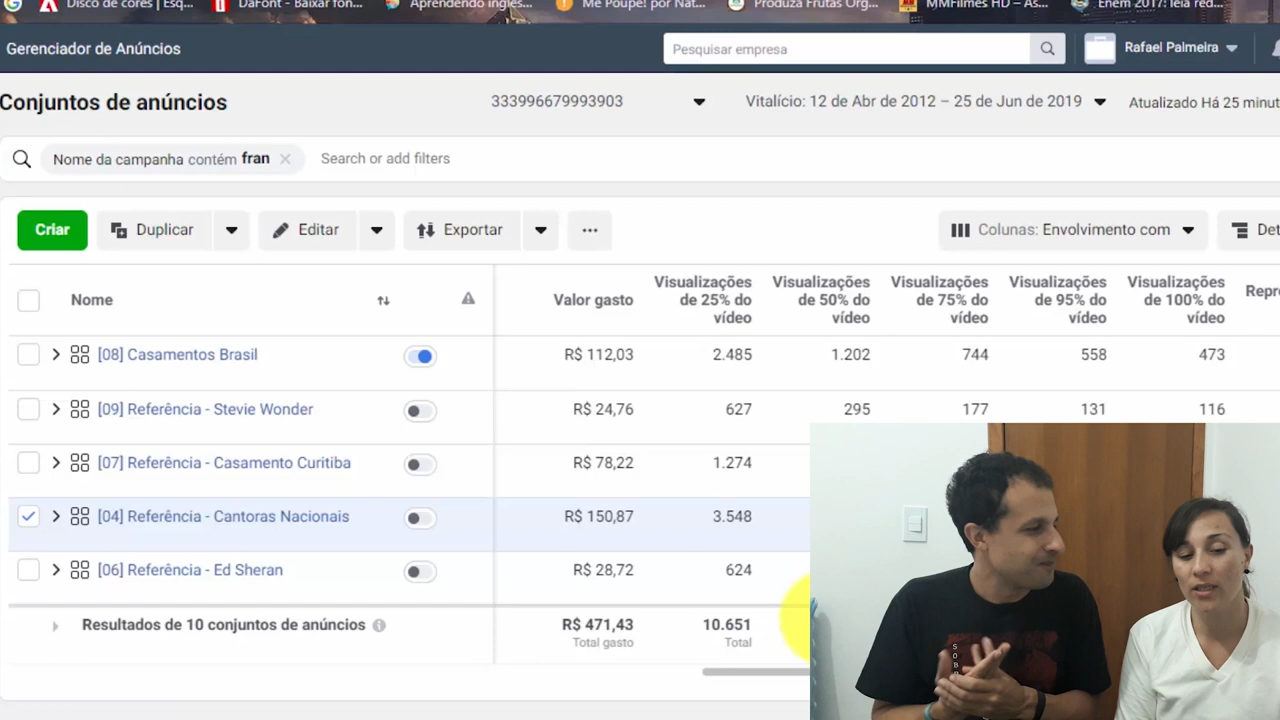 Disco de cores | Esq...
DaFont - Baixar fon...
Aprendendo inglês...
Me Poupe! por Nat...
Produza Frutas Org...
MMFilmes HD – As...
Enem 2017: leia red...
Gerenciador de Anúncios
Pesquisar empresa
Rafael Palmeira
Conjuntos de anúncios
333996679993903
Vitalício: 12 de Abr de 2012 – 25 de Jun de 2019
Atualizado Há 25 minut
Nome da campanha contém fran
Search or add filters
Criar
Duplicar
Editar
Exportar
...
Colunas: Envolvimento com
Det
Nome
Valor gasto
Visualizações de 25% do vídeo
Visualizações de 50% do vídeo
Visualizações de 75% do vídeo
Visualizações de 95% do vídeo
Visualizações de 100% do vídeo
Repr
[08] Casamentos Brasil R$ 112,03 2.485 1.202 744 558 473
[09] Referência - Stevie Wonder R$ 24,76 627 295 177 131 116
[07] Referência - Casamento Curitiba R$ 78,22 1.274
[04] Referência - Cantoras Nacionais R$ 150,87 3.548
[06] Referência - Ed Sheran R$ 28,72 624
Resultados de 10 conjuntos de anúncios R$ 471,43 10.651
Total gasto Total